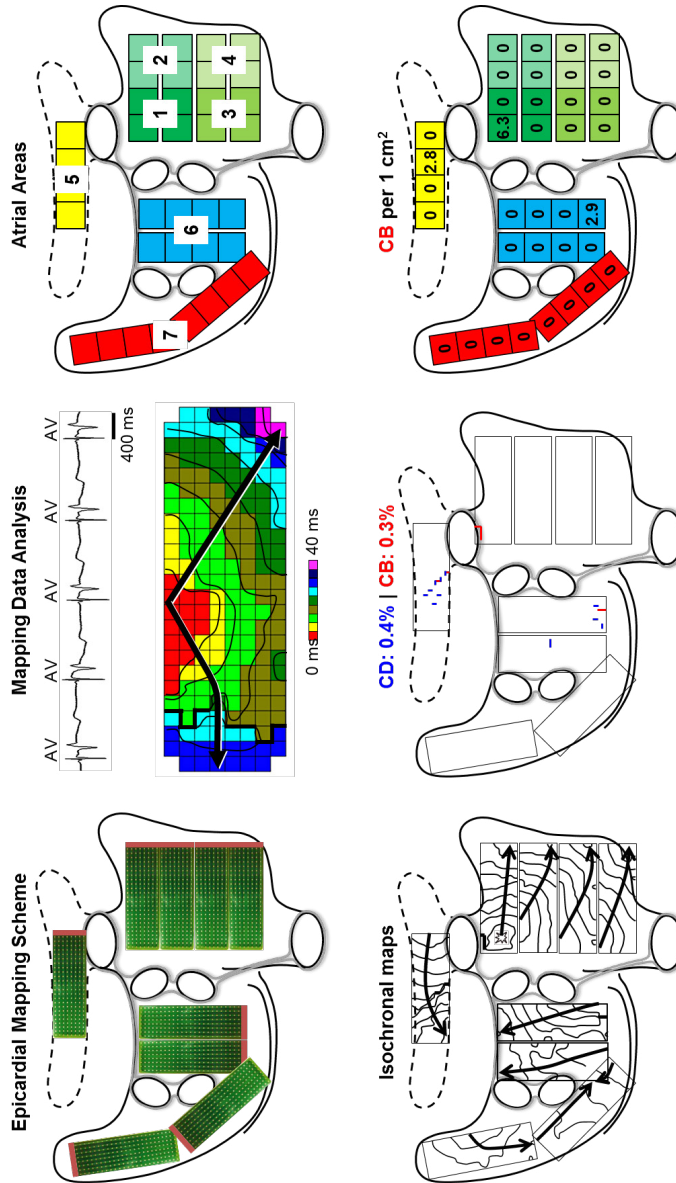 Epicardial Mapping Scheme
Mapping Data Analysis
AV AV AV AV AV
400 ms
0 ms 40 ms
Atrial Areas
5
1 2
3 4
6
7
Isochronal maps
CD: 0.4% | CB: 0.3%
CB per 1 cm²
0 0 2.8 0
6.3 0 0 0
0 0 0 0
0 0 0 0
0 0 0 0
0 0 0 0
0 0 0 2.9
0 0 0 0
0 0 0 0